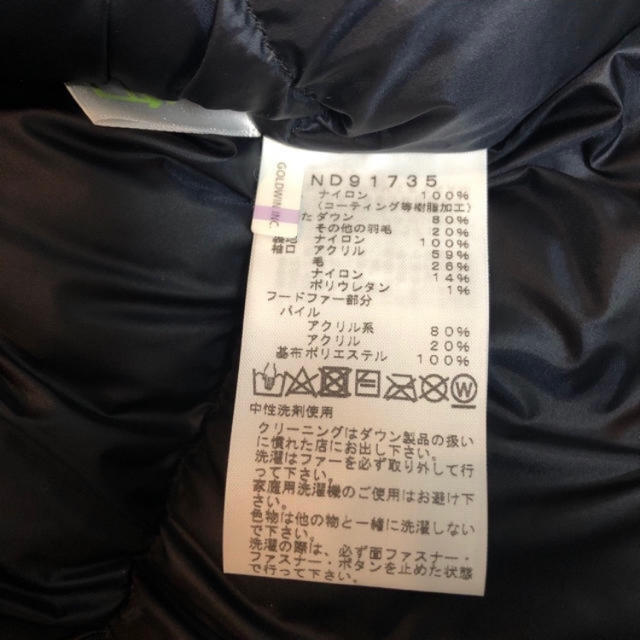 GOLDWIN INC.
ND91735
ナイロン 100%
(コーティング等樹脂加工)
た ダウン 80%
その他の羽毛 20%
ナイロン 100%
袖口 アクリル 59%
毛 26%
ナイロン 14%
ポリウレタン 1%
フードファー部分
パイル
アクリル系 80%
アクリル 20%
基布ポリエステル 100%
W
中性洗剤使用
クリーニングはダウン製品の扱い
に慣れた店にお出し下さい。
洗濯はファーを必ず取り外して行
って下さい。
家庭用洗濯機のご使用はお避け下
さい。
色物は他の物と一緒に洗濯しない
で下さい。
洗濯の際は、必ず面ファスナー・
ファスナー・ボタンを止めた状態
で行って下さい。